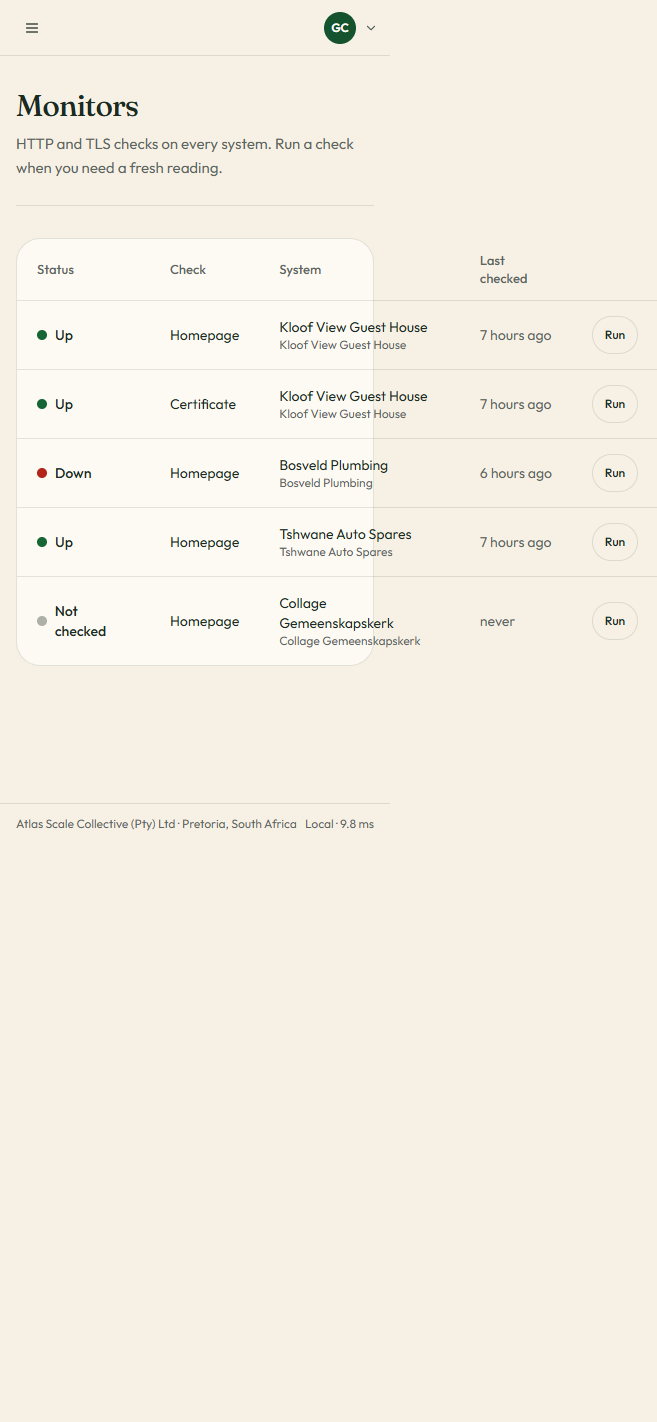 GC
Monitors
HTTP and TLS checks on every system. Run a check
when you need a fresh reading.
Status Check System Last checked
Up Homepage Kloof View Guest House 7 hours ago Run
Kloof View Guest House
Up Certificate Kloof View Guest House 7 hours ago Run
Kloof View Guest House
Down Homepage Bosveld Plumbing 6 hours ago Run
Bosveld Plumbing
Up Homepage Tshwane Auto Spares 7 hours ago Run
Tshwane Auto Spares
Not checked Homepage Collage Gemeenskapskerk never Run
Collage Gemeenskapskerk
Atlas Scale Collective (Pty) Ltd · Pretoria, South Africa Local · 9.8 ms